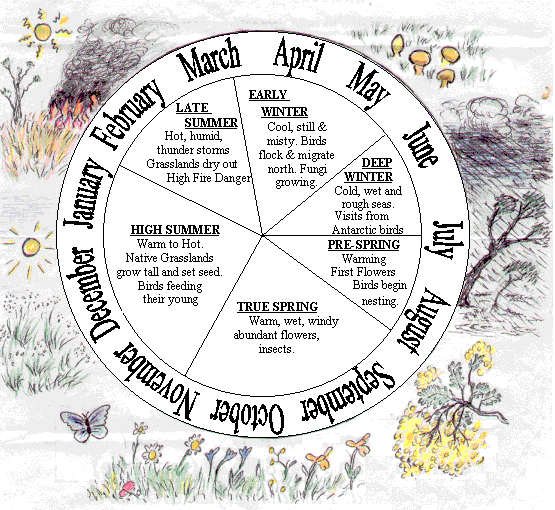 January
February
March
April
May
June
July
August
September
October
November
December
EARLY
WINTER
Cool, still &
misty. Birds
flock & migrate
north. Fungi
growing.
DEEP
WINTER
Cold, wet and
rough seas.
Visits from
Antarctic birds
PRE-SPRING
Warming
First Flowers
Birds begin
nesting.
TRUE SPRING
Warm, wet, windy
abundant flowers,
insects.
HIGH SUMMER
Warm to Hot.
Native Grasslands
grow tall and set seed.
Birds feeding
their young
LATE
SUMMER
Hot, humid,
thunder storms
Grasslands dry out
High Fire Danger